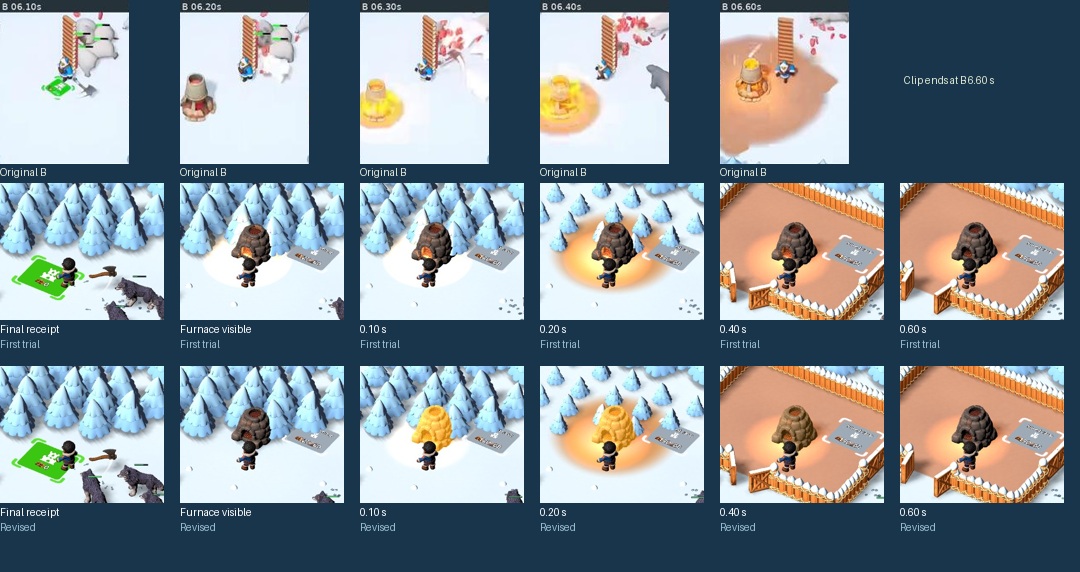 B 06.10s
B 06.20s
B 06.30s
B 06.40s
B 06.60s
Clip ends at B 6.60 s
Original B
Original B
Original B
Original B
Original B
Final receipt
Furnace visible
0.10 s
0.20 s
0.40 s
0.60 s
First trial
First trial
First trial
First trial
First trial
First trial
Final receipt
Furnace visible
0.10 s
0.20 s
0.40 s
0.60 s
Revised
Revised
Revised
Revised
Revised
Revised